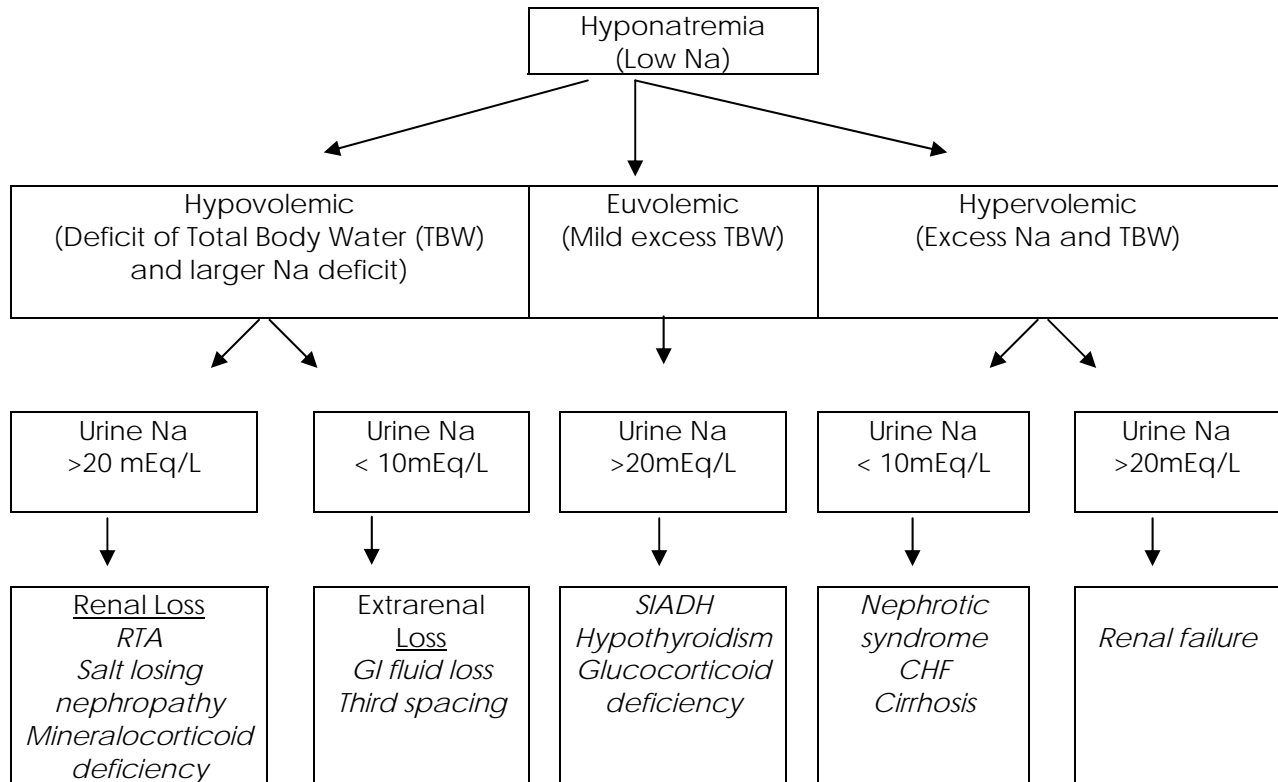 Hyponatremia
(Low Na)
Hypovolemic
(Deficit of Total Body Water (TBW)
and larger Na deficit)
Euvolemic
(Mild excess TBW)
Hypervolemic
(Excess Na and TBW)
Urine Na
>20 mEq/L
Urine Na
< 10mEq/L
Urine Na
>20mEq/L
Urine Na
< 10mEq/L
Urine Na
>20mEq/L
Renal Loss
RTA
Salt losing
nephropathy
Mineralocorticoid
deficiency
Extrarenal
Loss
GI fluid loss
Third spacing
SIADH
Hypothyroidism
Glucocorticoid
deficiency
Nephrotic
syndrome
CHF
Cirrhosis
Renal failure